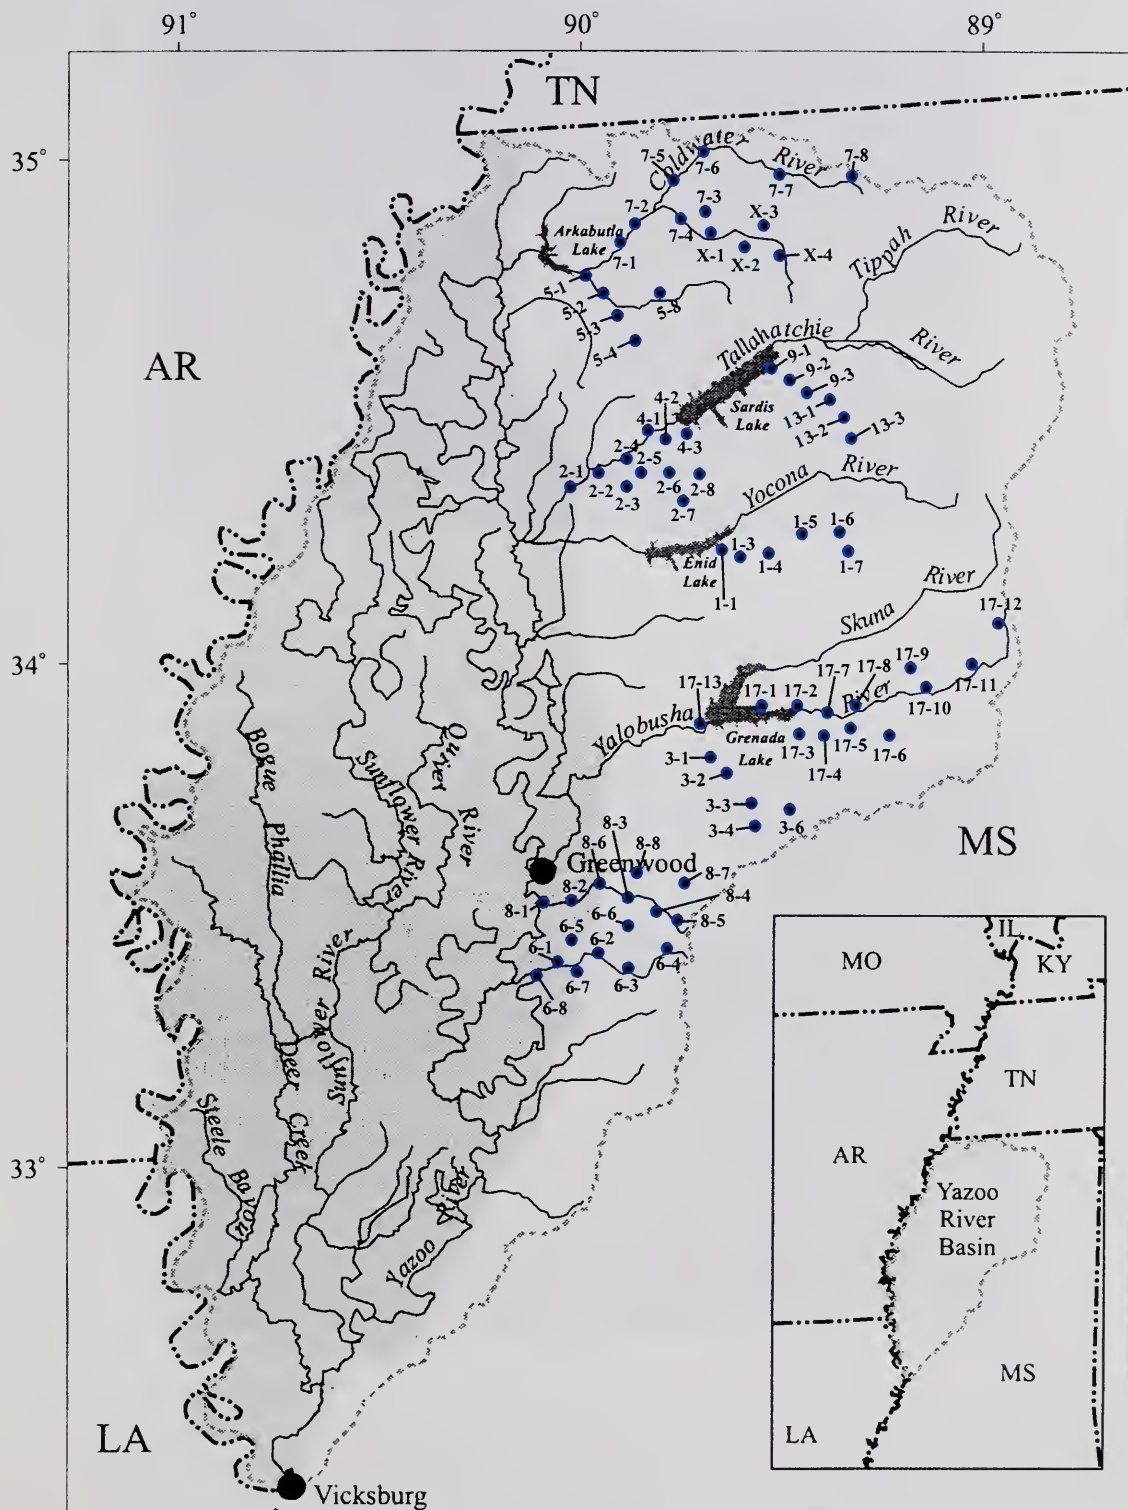 91°
90°
89°
35°
34°
33°
TN
AR
MS
LA
Coldwater River
7-5
7-6
7-7
7-8
7-2
7-3
7-4
X-3
Arkabutla Lake
7-1
X-1
X-2
X-4
5-1
5-2
5-8
5-3
5-4
Tippah River
Tallahatchie River
9-1
9-2
9-3
Sardis Lake
13-1
13-2
13-3
4-2
4-1
4-3
2-4
2-5
2-1
2-2
2-3
2-6
2-8
2-7
Yocona River
1-3
1-5
1-6
1-4
1-7
Enid Lake
1-1
Skuna River
17-12
17-9
17-8
17-7
17-13
17-1
17-2
17-11
17-10
Yalobusha River
Grenada Lake
17-3
17-5
17-6
17-4
3-1
3-2
3-3
3-4
3-6
8-3
8-6
8-8
Greenwood
8-7
8-2
8-1
8-4
8-5
6-6
6-5
6-2
6-1
6-4
6-7
6-3
6-8
Bogue Phallia
Sunflower River
Quiver River
Sunflower River
Deer Creek
Steele Bayou
Yazoo River
Vicksburg
IL
MO
KY
TN
AR
Yazoo
River
Basin
MS
LA